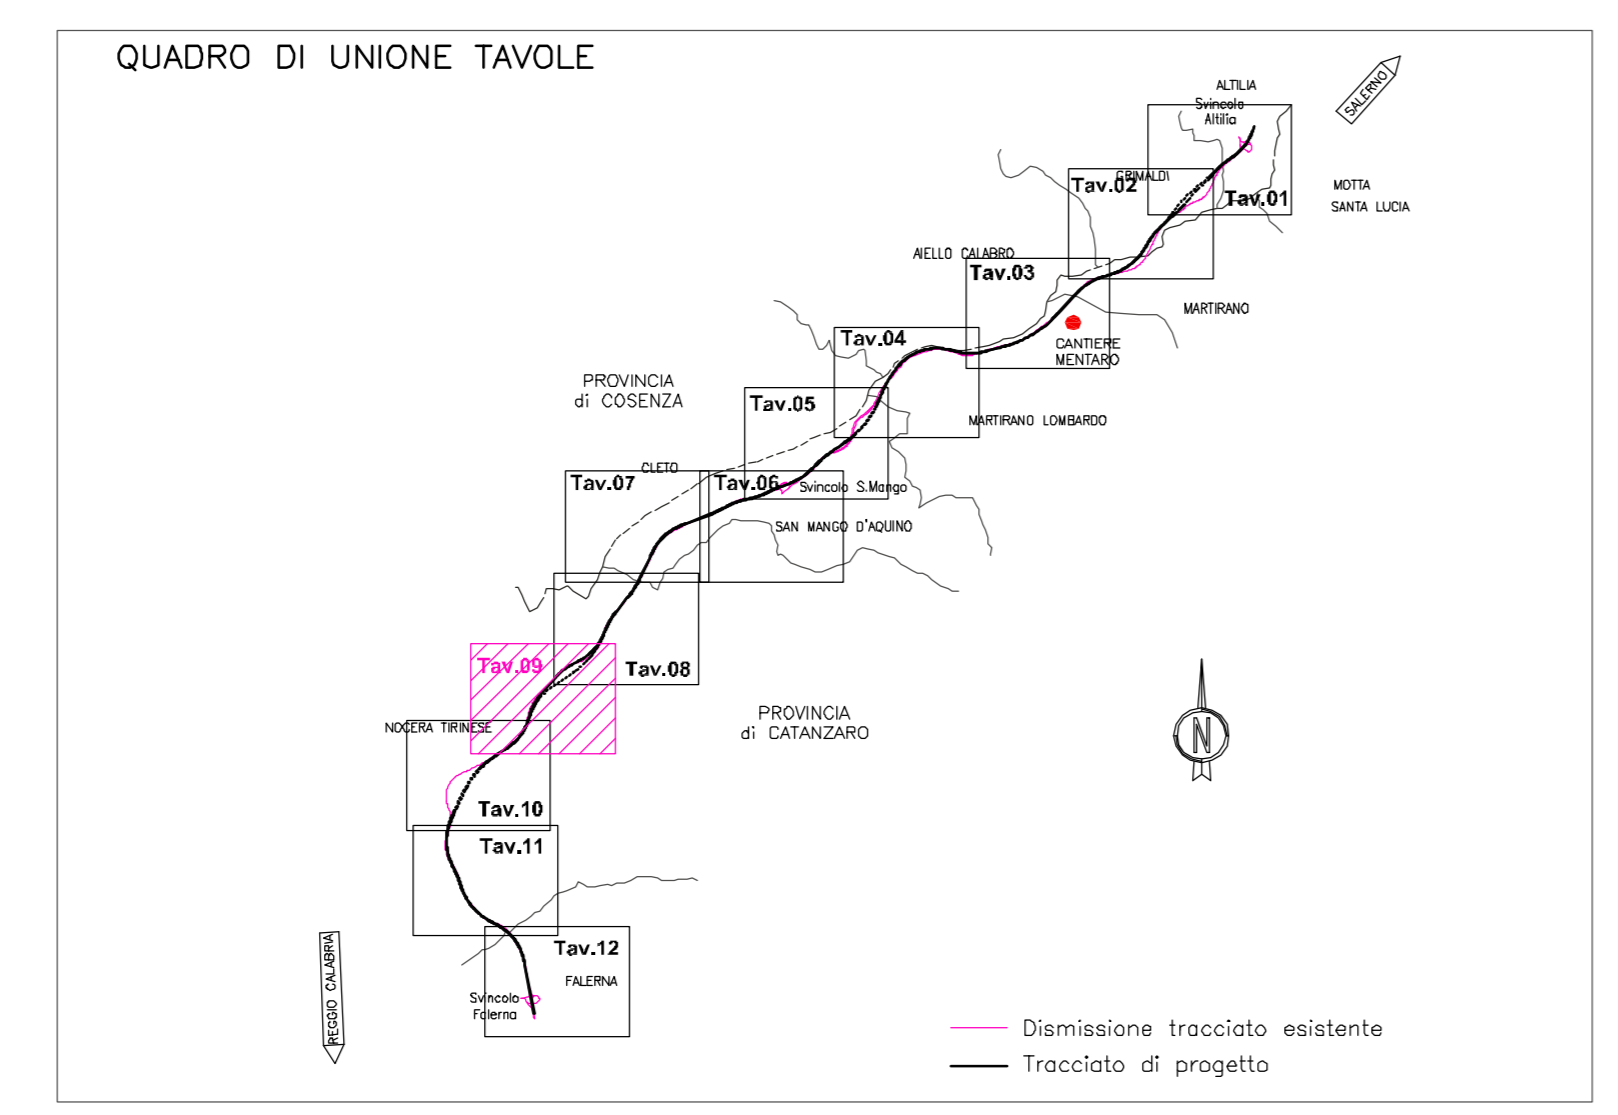 QUADRO DI UNIONE TAVOLE
SALERNO
ALTILIA
Svincolo
Altilia
GRIMALDI
Tav.02
Tav.01
MOTTA
SANTA LUCIA
AIELLO CALABRO
Tav.03
MARTIRANO
CANTIERE
MENTARO
Tav.04
PROVINCIA
di COSENZA
Tav.05
MARTIRANO LOMBARDO
CLETO
Tav.07
Tav.06
Svincolo S.Mango
SAN MANGO D'AQUINO
Tav.09
Tav.08
NOCERA TIRINESE
PROVINCIA
di CATANZARO
N
Tav.10
Tav.11
Tav.12
FALERNA
Svincolo
Falerna
REGGIO CALABRIA
Dismissione tracciato esistente
Tracciato di progetto